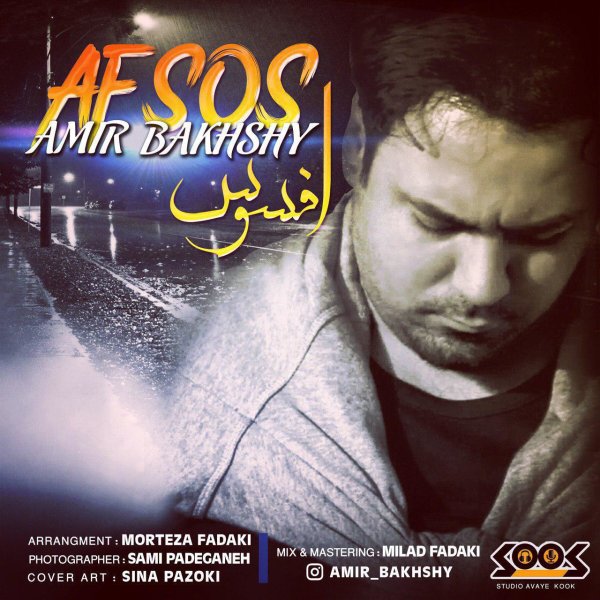 AFSOS
AMIR BAKHSHY
افسوس
ARRANGMENT : MORTEZA FADAKI
PHOTOGRAPHER : SAMI PADEGANEH
COVER ART : SINA PAZOKI
MIX & MASTERING : MILAD FADAKI
AMIR_BAKHSHY
STUDIO AVAYE KOOK